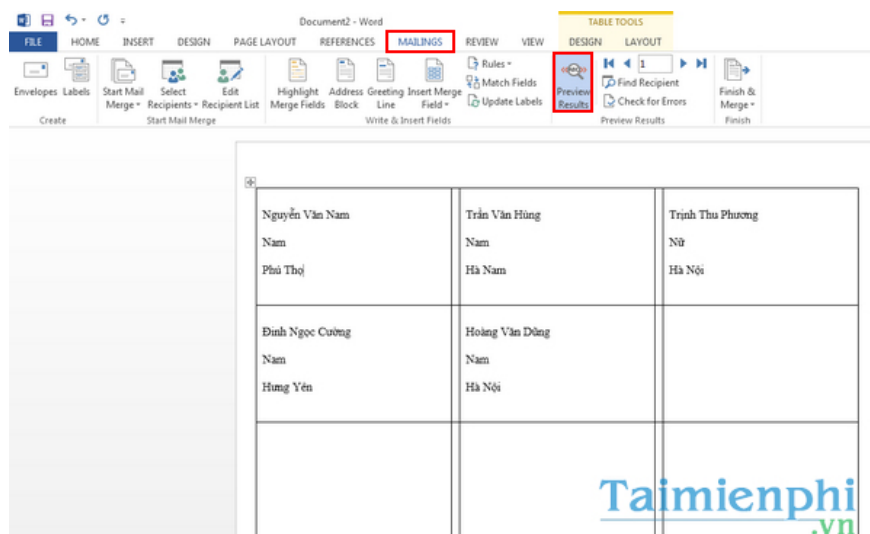 Document2 - Word
TABLE TOOLS
FILE HOME INSERT DESIGN PAGE LAYOUT REFERENCES MAILINGS REVIEW VIEW DESIGN LAYOUT
Envelopes Labels
Create
Start Mail Merge Select Recipients Edit Recipient List
Start Mail Merge
Highlight Merge Fields Address Block Greeting Line Insert Merge Field
Rules
Match Fields
Update Labels
Write & Insert Fields
ABC
Preview Results
1
Find Recipient
Check for Errors
Preview Results
Finish & Merge
Finish
Nguyễn Văn Nam
Nam
Phú Thọ
Trần Văn Hùng
Nam
Hà Nam
Trịnh Thu Phương
Nữ
Hà Nội
Đinh Ngọc Cường
Nam
Hưng Yên
Hoàng Văn Dũng
Nam
Hà Nội
Taimienphi
.vn